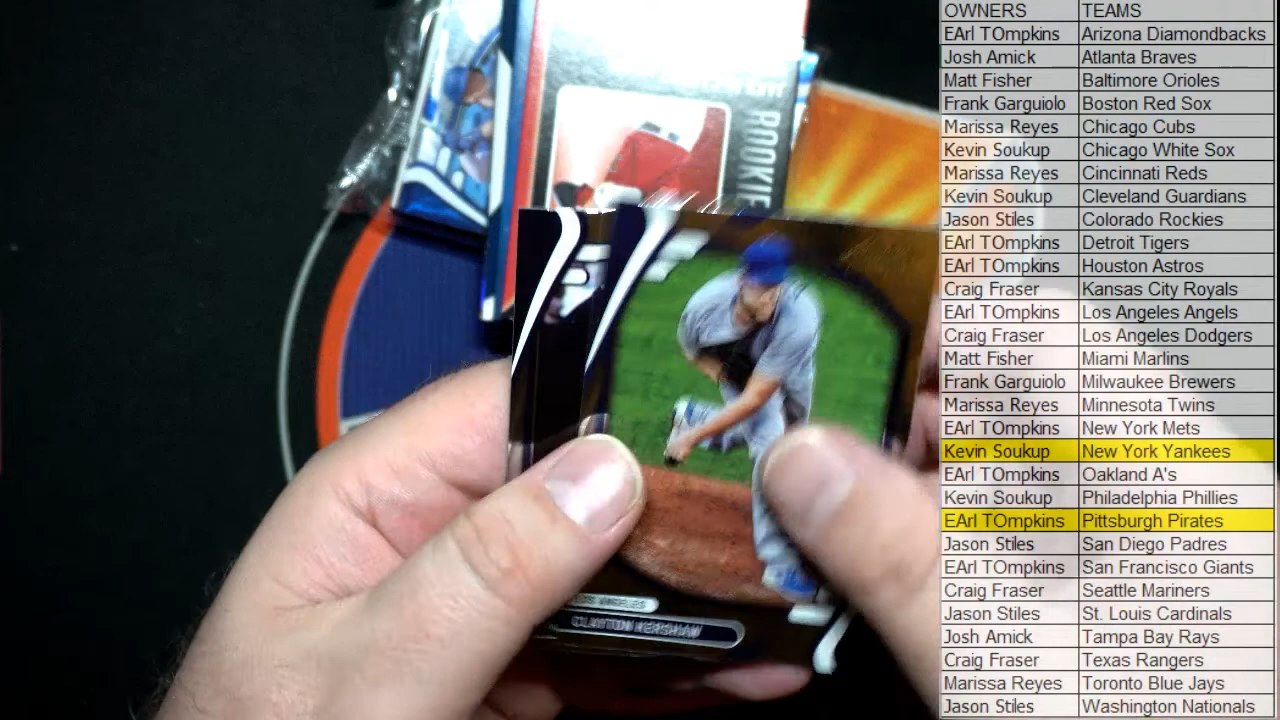 ROOKIE
LOS ANGELES
CLAYTON KERSHAW
OWNERS TEAMS
EArl TOmpkins Arizona Diamondbacks
Josh Amick Atlanta Braves
Matt Fisher Baltimore Orioles
Frank Garguiolo Boston Red Sox
Marissa Reyes Chicago Cubs
Kevin Soukup Chicago White Sox
Marissa Reyes Cincinnati Reds
Kevin Soukup Cleveland Guardians
Jason Stiles Colorado Rockies
EArl TOmpkins Detroit Tigers
EArl TOmpkins Houston Astros
Craig Fraser Kansas City Royals
EArl TOmpkins Los Angeles Angels
Craig Fraser Los Angeles Dodgers
Matt Fisher Miami Marlins
Frank Garguiolo Milwaukee Brewers
Marissa Reyes Minnesota Twins
EArl TOmpkins New York Mets
Kevin Soukup New York Yankees
EArl TOmpkins Oakland A's
Kevin Soukup Philadelphia Phillies
EArl TOmpkins Pittsburgh Pirates
Jason Stiles San Diego Padres
EArl TOmpkins San Francisco Giants
Craig Fraser Seattle Mariners
Jason Stiles St. Louis Cardinals
Josh Amick Tampa Bay Rays
Craig Fraser Texas Rangers
Marissa Reyes Toronto Blue Jays
Jason Stiles Washington Nationals